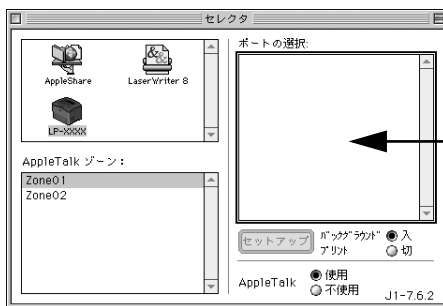 セレクタ
AppleShare
LaserWriter 8
LP-XXXX
AppleTalk ゾーン：
Zone01
Zone02
ポートの選択:
セットアップ
バックグラウンド
プリント
入
切
AppleTalk
使用
不使用
J1-7.6.2